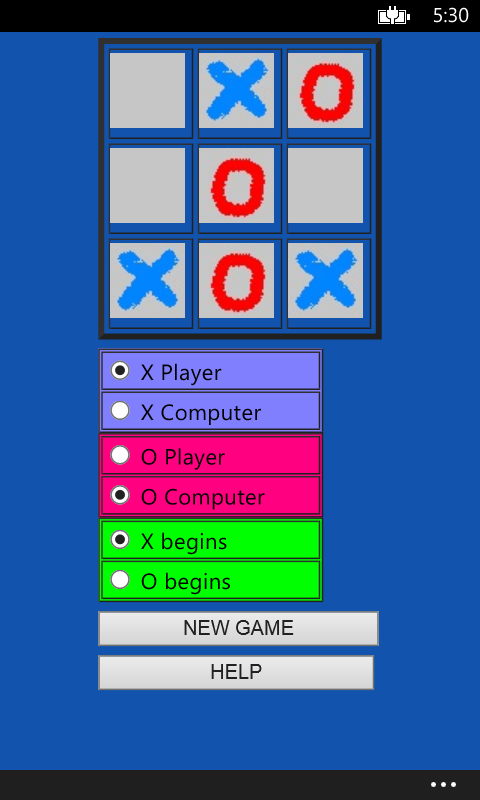 5:30
X O
O
X O X
X Player
X Computer
O Player
O Computer
X begins
O begins
NEW GAME
HELP